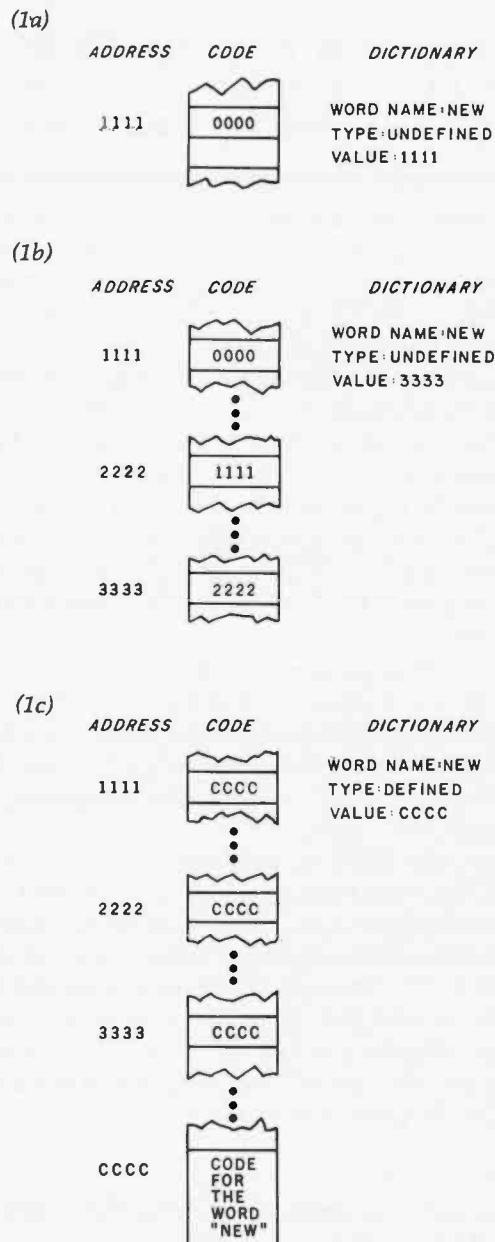 (1a)
ADDRESS CODE DICTIONARY
1111 0000 WORD NAME:NEW
TYPE:UNDEFINED
VALUE:1111
(1b)
ADDRESS CODE DICTIONARY
1111 0000 WORD NAME:NEW
TYPE:UNDEFINED
VALUE:3333
2222 1111
3333 2222
(1c)
ADDRESS CODE DICTIONARY
1111 CCCC WORD NAME:NEW
TYPE:DEFINED
VALUE:CCCC
2222 CCCC
3333 CCCC
CCCC CODE
FOR
THE
WORD
"NEW"